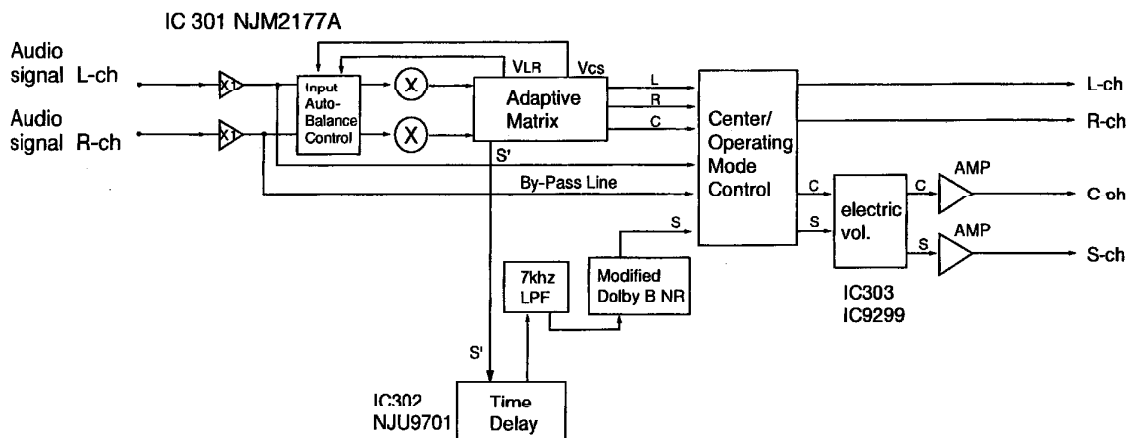 IC 301 NJM2177A
Audio
signal L-ch
Audio
signal R-ch
X1
X1
Input
Auto-
Balance
Control
X
X
VLR
VCS
Adaptive
Matrix
L
R
C
S'
By-Pass Line
Center/
Operating
Mode
Control
L-ch
R-ch
C
S
electric
vol.
C
S
AMP
AMP
C ch
S-ch
IC303
IC9299
S
Modified
Dolby B NR
7khz
LPF
S'
IC302
NJU9701
Time
Delay